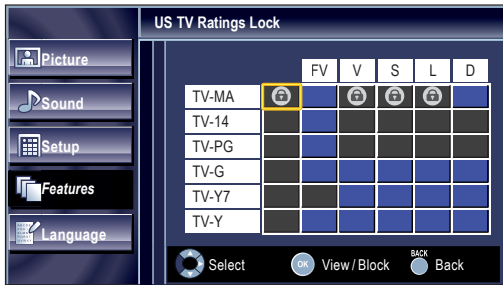 US TV Ratings Lock
Picture
Sound
Setup
Features
Language
FV V S L D
TV-MA
TV-14
TV-PG
TV-G
TV-Y7
TV-Y
Select
OK View / Block
BACK Back